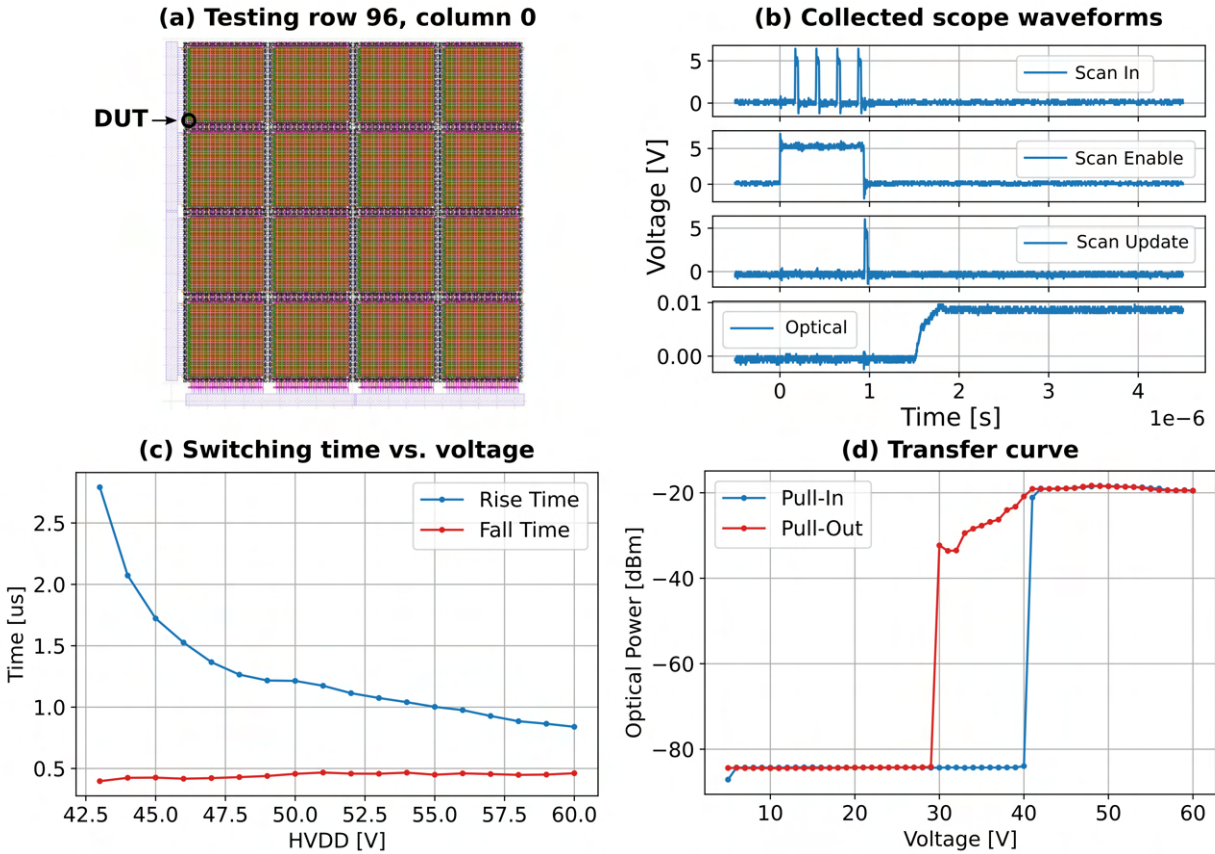 (a) Testing row 96, column 0
DUT
(b) Collected scope waveforms
Voltage [V]
5
0
Scan In
5
0
Scan Enable
5
0
Scan Update
0.01
0.00
Optical
0 1 2 3 4
Time [s]
1e−6
(c) Switching time vs. voltage
Time [us]
2.5
2.0
1.5
1.0
0.5
Rise Time
Fall Time
42.5 45.0 47.5 50.0 52.5 55.0 57.5 60.0
HVDD [V]
(d) Transfer curve
Optical Power [dBm]
−20
−40
−60
−80
Pull-In
Pull-Out
10 20 30 40 50 60
Voltage [V]